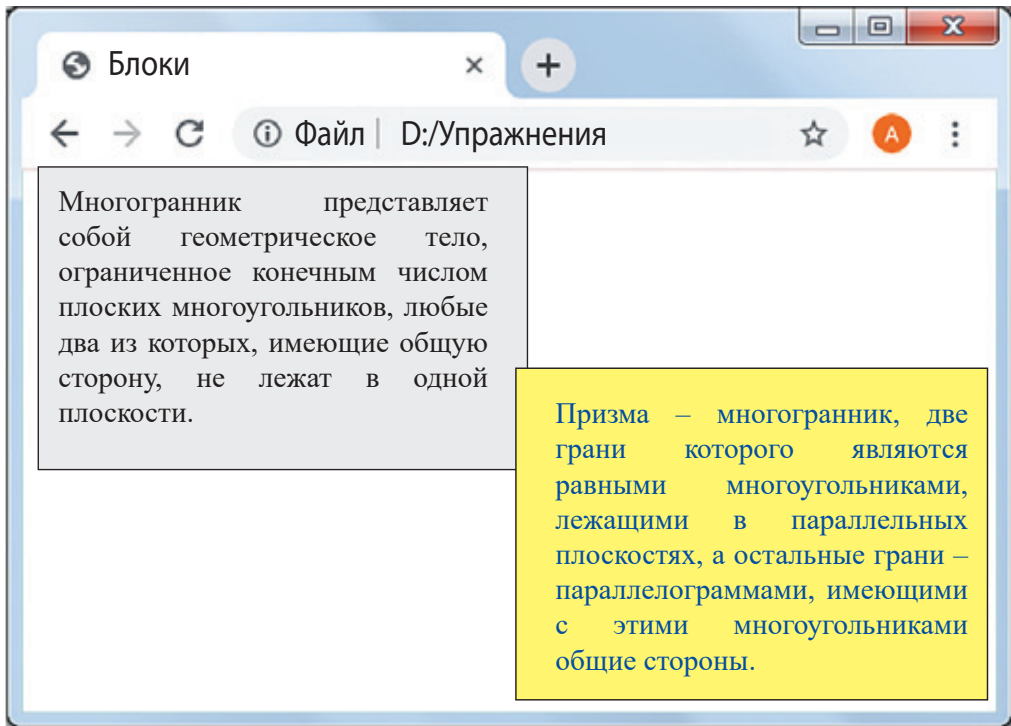 Блоки
Файл | D:/Упражнения
А
Многогранник представляет
собой геометрическое тело,
ограниченное конечным числом
плоских многоугольников, любые
два из которых, имеющие общую
сторону, не лежат в одной
плоскости.
Призма – многогранник, две
грани которого являются
равными многоугольниками,
лежащими в параллельных
плоскостях, а остальные грани –
параллелограммами, имеющими
с этими многоугольниками
общие стороны.